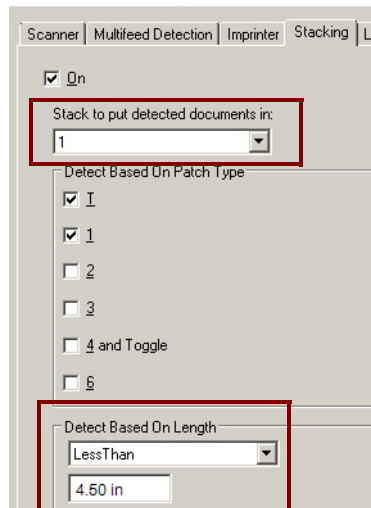 Scanner Multifeed Detection Imprinter Stacking L
On
Stack to put detected documents in:
1
Detect Based On Patch Type
T
1
2
3
4 and Toggle
6
Detect Based On Length
LessThan
4.50 in